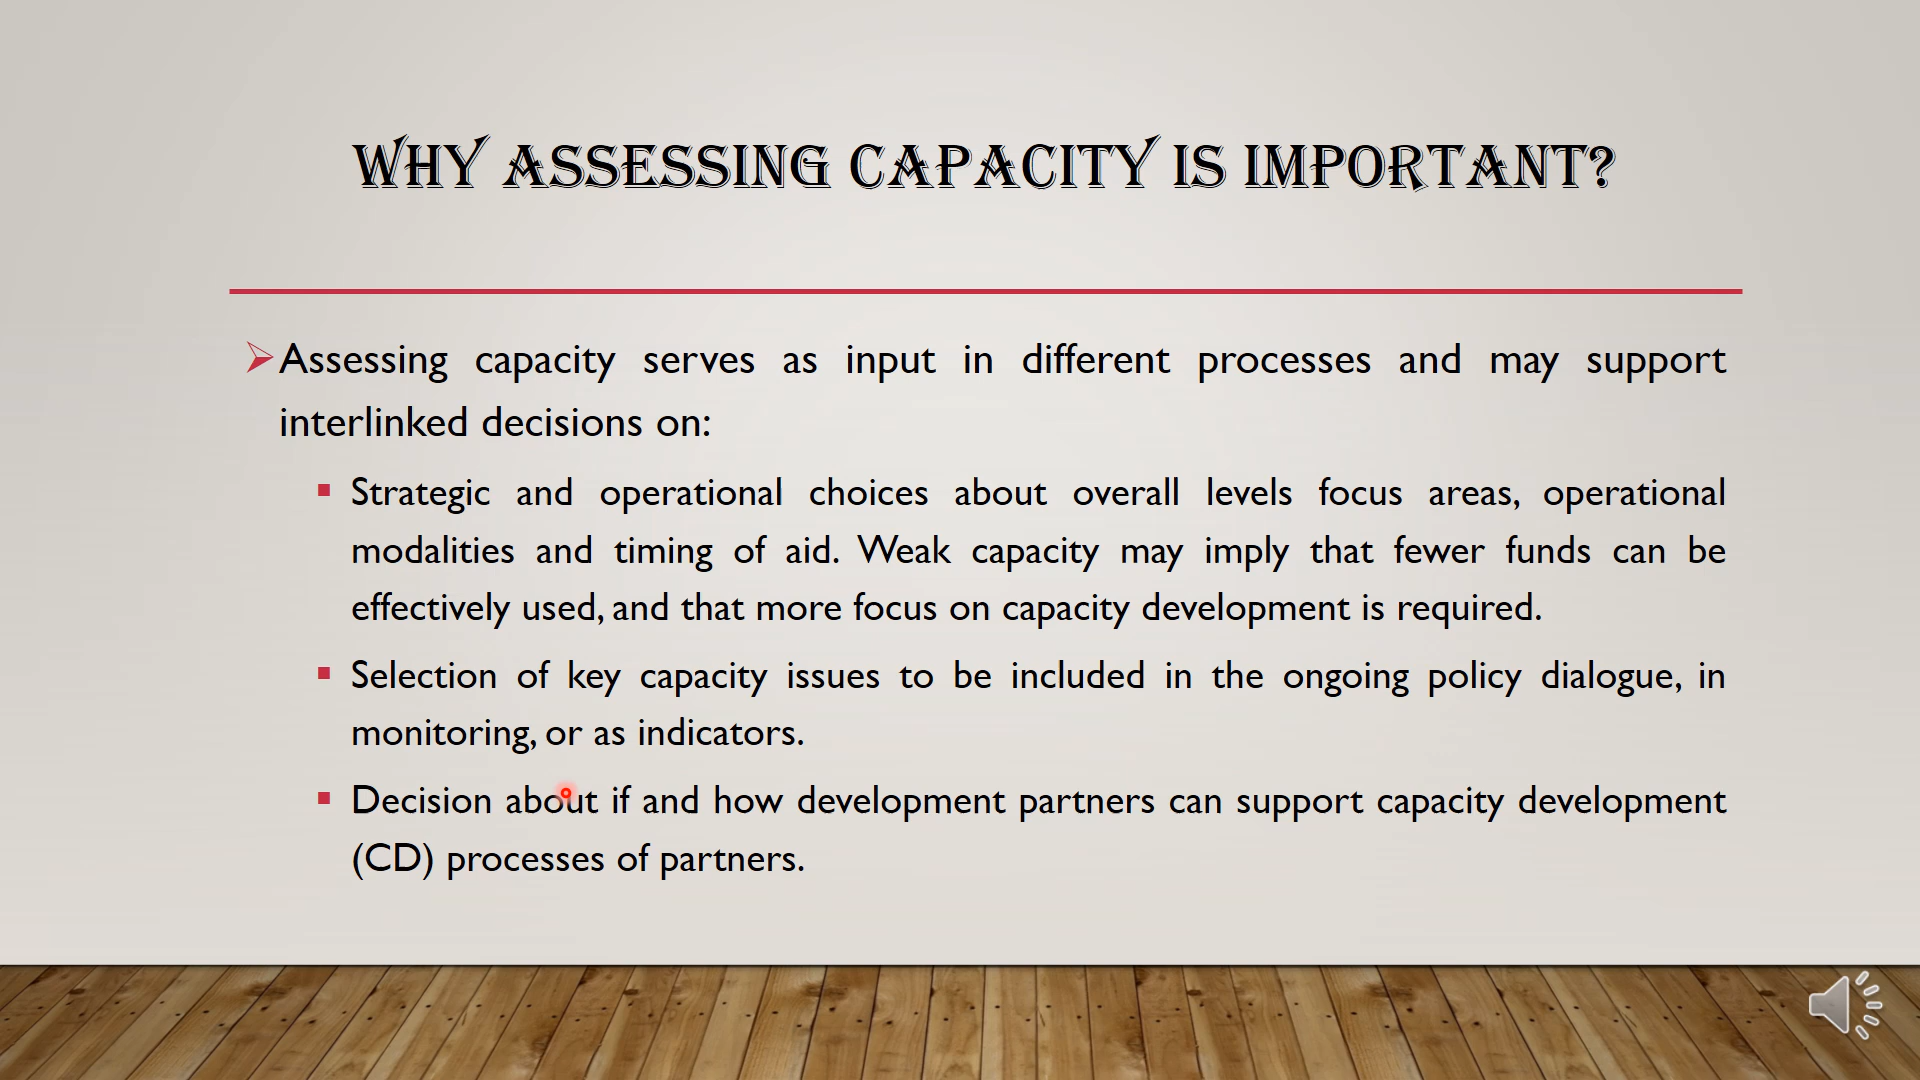 WHY ASSESSING CAPACITY IS IMPORTANT?
Assessing capacity serves as input in different processes and may support
interlinked decisions on:
Strategic and operational choices about overall levels focus areas, operational
modalities and timing of aid. Weak capacity may imply that fewer funds can be
effectively used, and that more focus on capacity development is required.
Selection of key capacity issues to be included in the ongoing policy dialogue, in
monitoring, or as indicators.
Decision about if and how development partners can support capacity development
(CD) processes of partners.